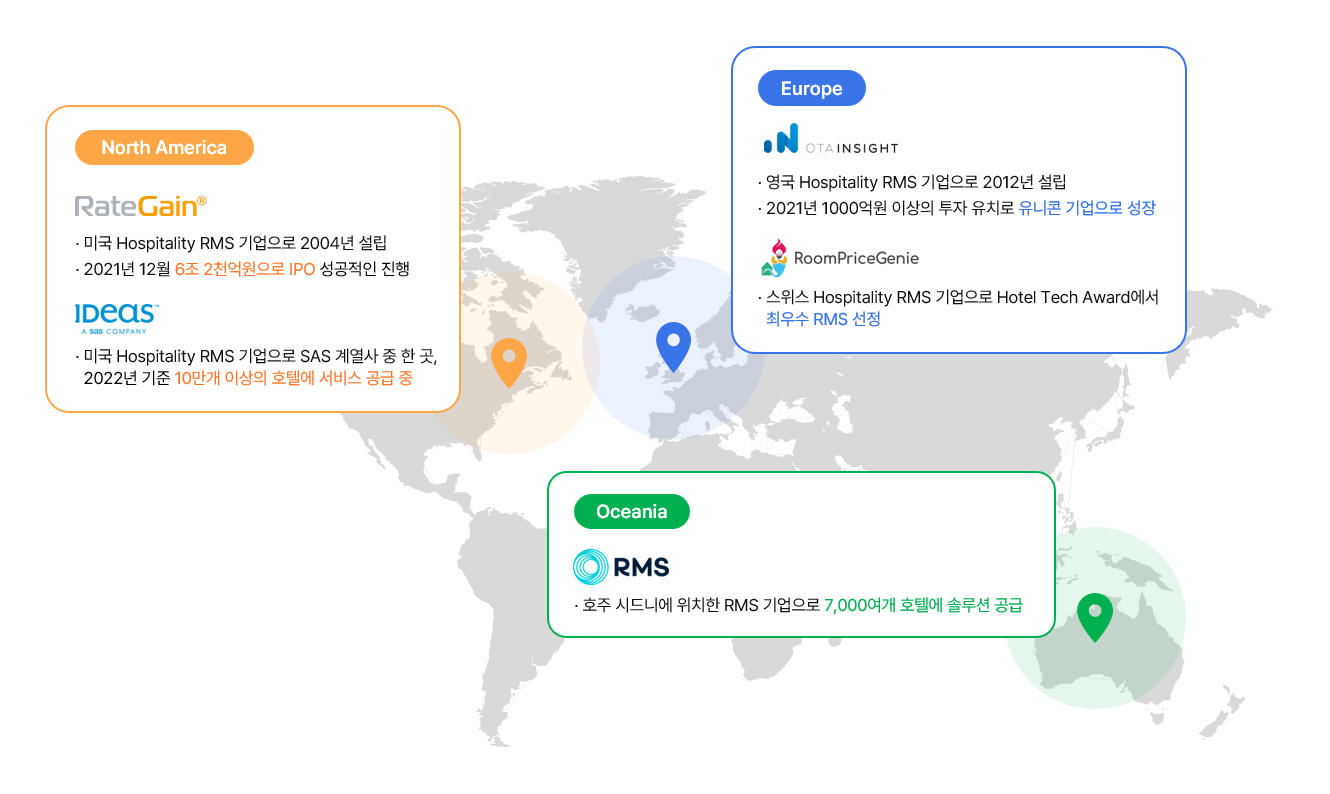 North America
RateGain®
· 미국 Hospitality RMS 기업으로 2004년 설립
· 2021년 12월 6조 2천억원으로 IPO 성공적인 진행
IDeaS™
A sas COMPANY
· 미국 Hospitality RMS 기업으로 SAS 계열사 중 한 곳,
2022년 기준 10만개 이상의 호텔에 서비스 공급 중
Europe
OTAINSIGHT
· 영국 Hospitality RMS 기업으로 2012년 설립
· 2021년 1000억원 이상의 투자 유치로 유니콘 기업으로 성장
RoomPriceGenie
· 스위스 Hospitality RMS 기업으로 Hotel Tech Award에서
최우수 RMS 선정
Oceania
RMS
· 호주 시드니에 위치한 RMS 기업으로 7,000여개 호텔에 솔루션 공급